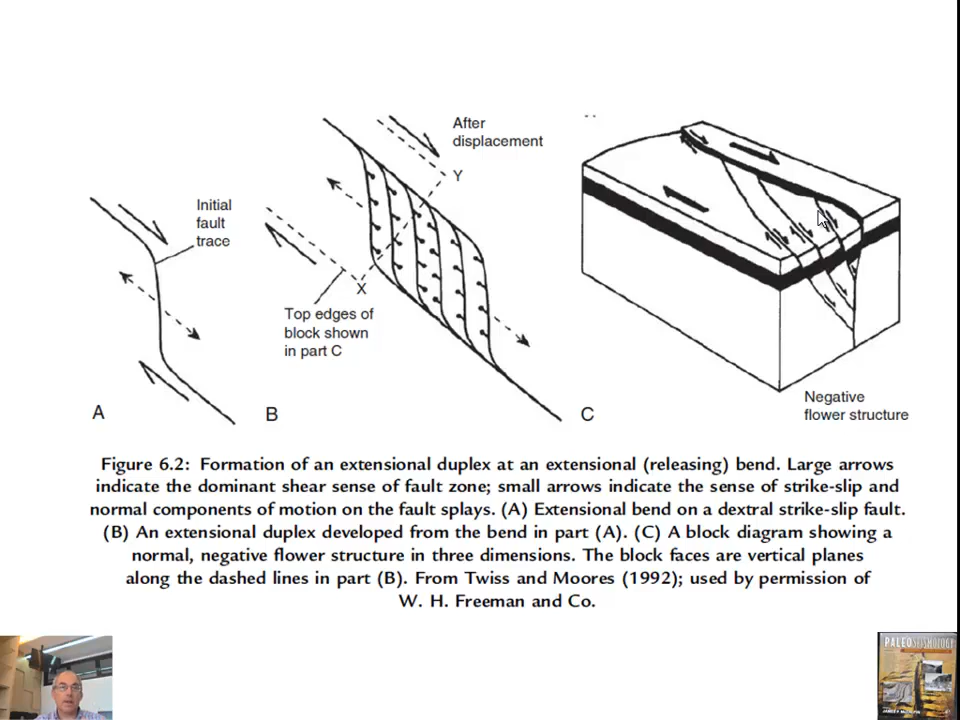 After
displacement
Y
Initial
fault
trace
X
Top edges of
block shown
in part C
Negative
flower structure
A
B
C
Figure 6.2: Formation of an extensional duplex at an extensional (releasing) bend. Large arrows
indicate the dominant shear sense of fault zone; small arrows indicate the sense of strike-slip and
normal components of motion on the fault splays. (A) Extensional bend on a dextral strike-slip fault.
(B) An extensional duplex developed from the bend in part (A). (C) A block diagram showing a
normal, negative flower structure in three dimensions. The block faces are vertical planes
along the dashed lines in part (B). From Twiss and Moores (1992); used by permission of
W. H. Freeman and Co.
PALEOSEISMOLOGY